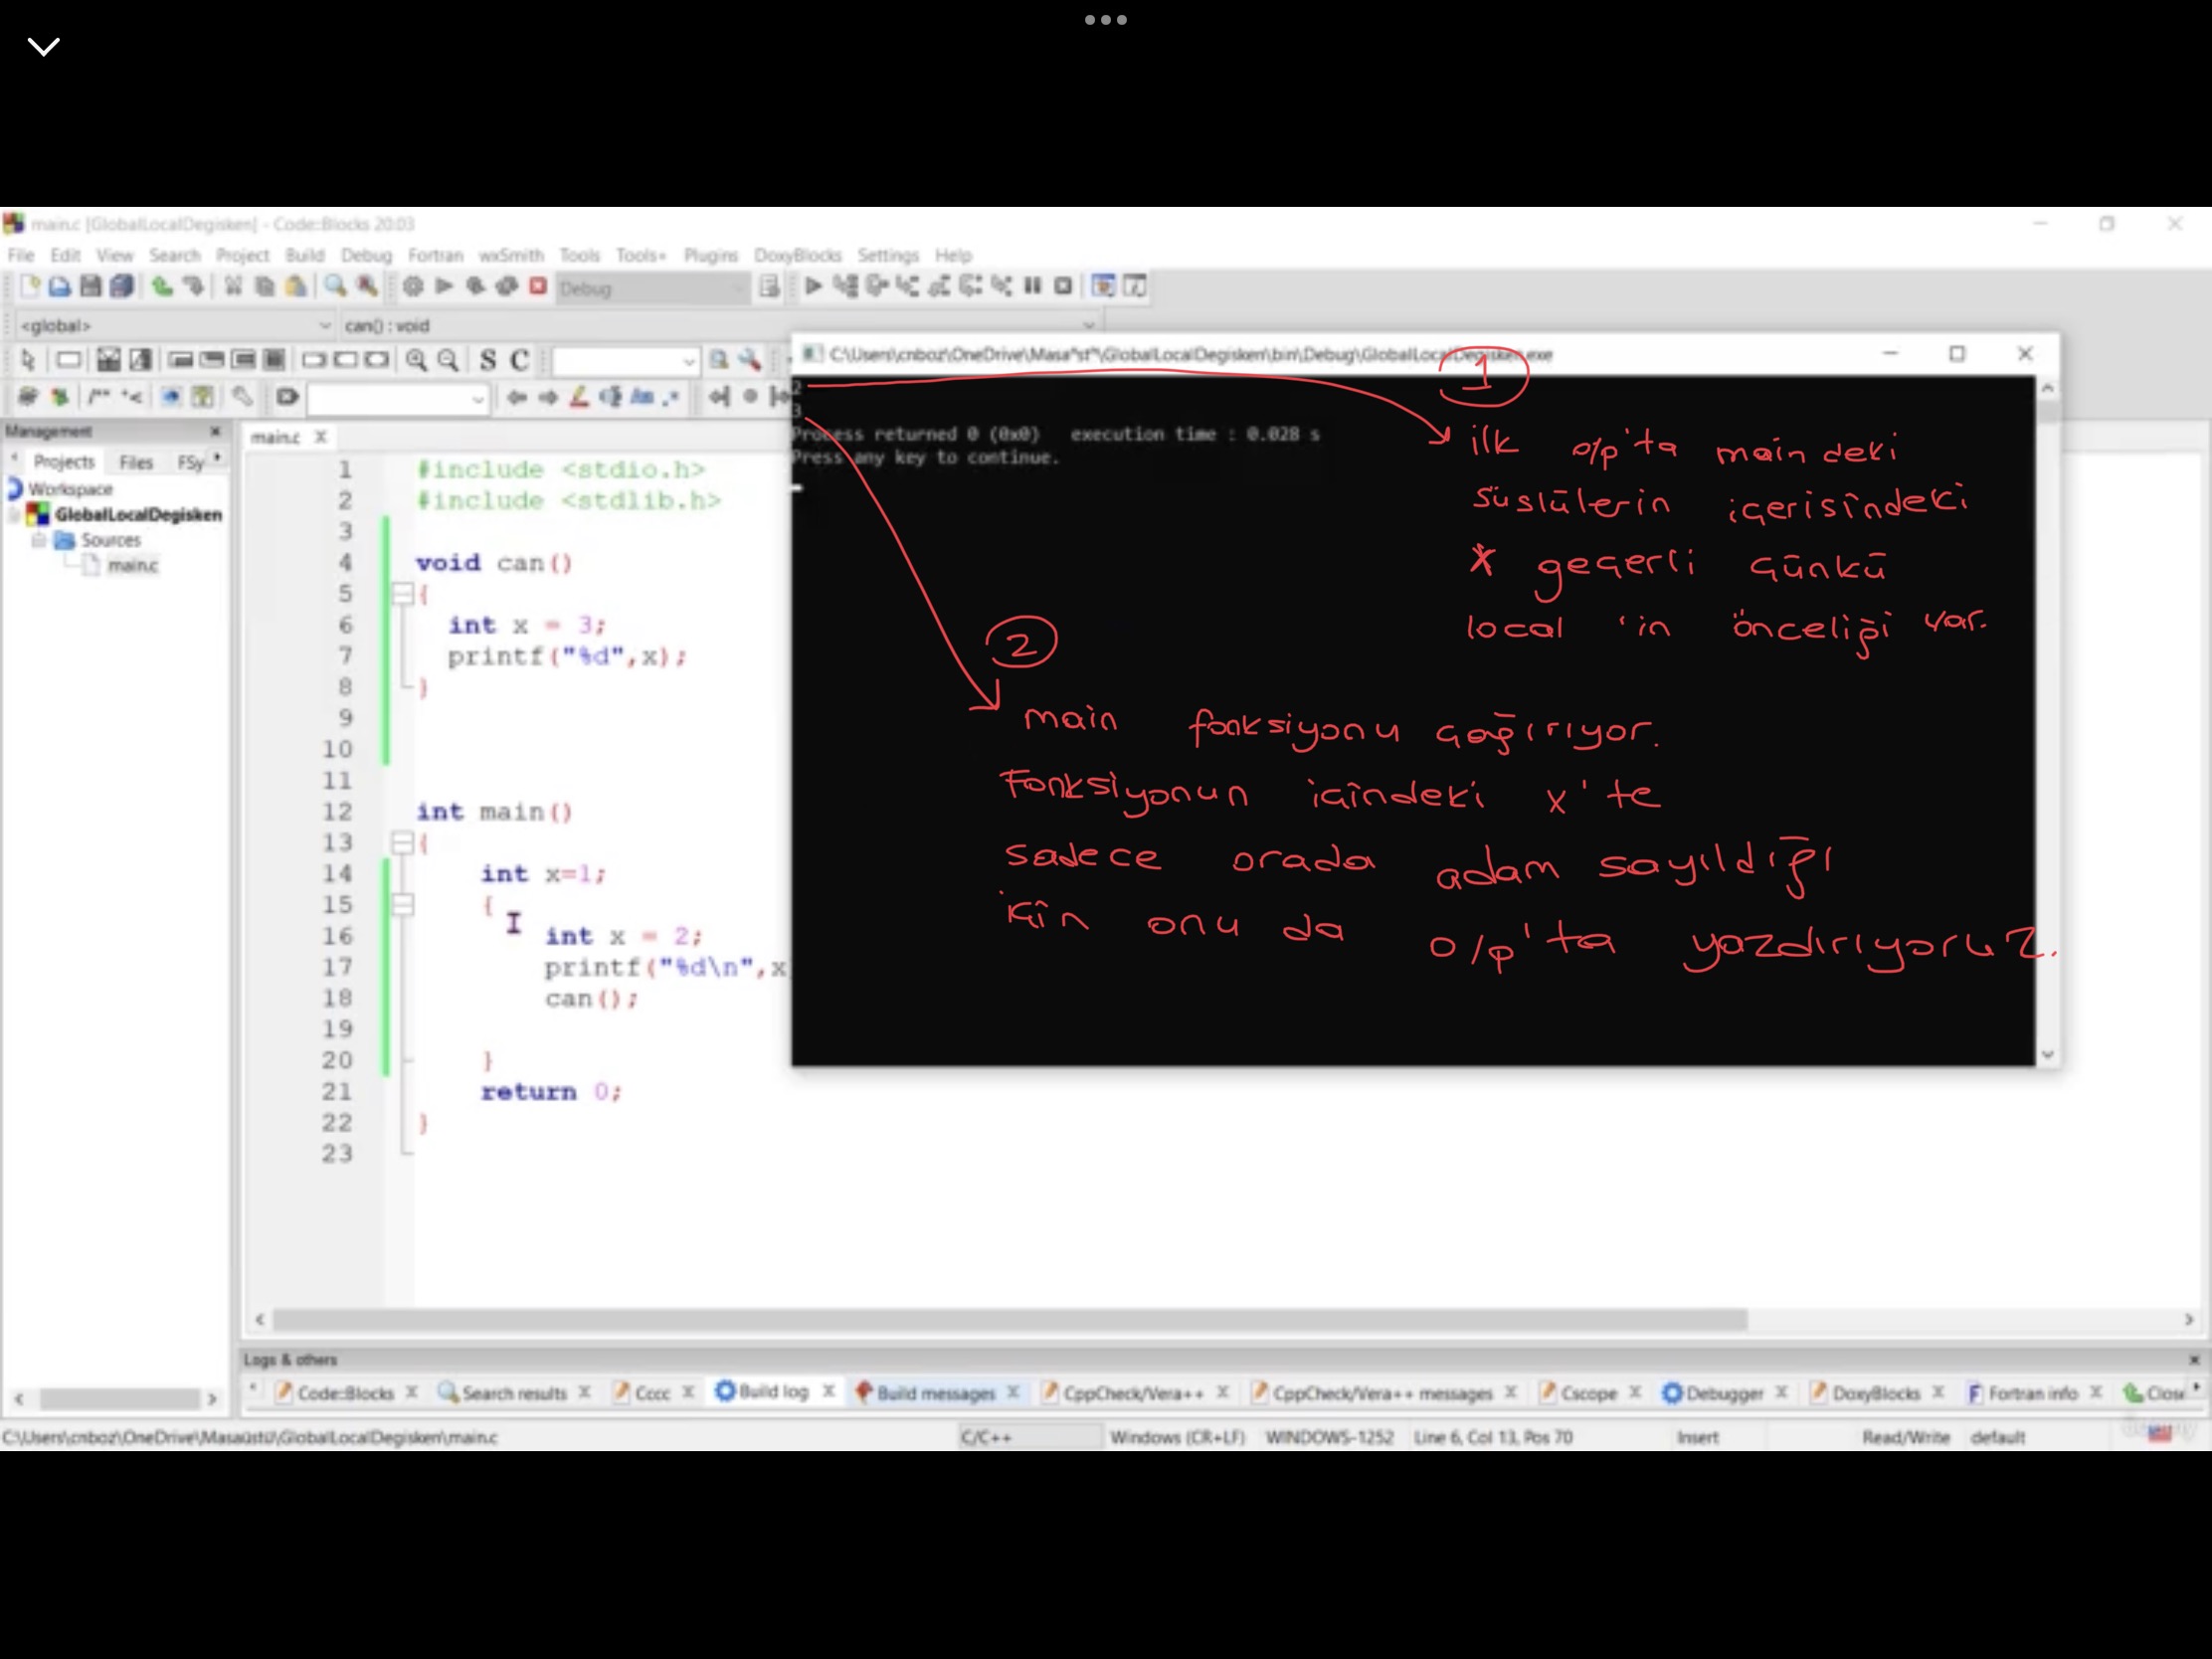 main.c [GlobalLocalDegisken] - Code::Blocks 20:03
File Edit View Search Project Build Debug Fortran wxSmith Tools Tools+ Plugins DoxyBlocks Settings Help
Debug
<global> can() : void
S C
C:\Users\cnboz\OneDrive\Masa^st^\GlobalLocalDegisken\bin\Debug\GlobalLocalDegisken.exe
2
3
Process returned 0 (0x0) execution time : 0.028 s
Press any key to continue.
1
ilk o/p'ta main deki
süslülerin içerisindeki
x geçerli çünkü
local 'in önceliği var.
2
main fonksiyonu çağırıyor.
Fonksiyonun içindeki x'te
sadece orada adam sayıldığı
için onu da o/p'ta yazdırıyoruz.
Management
Projects Files FSy
Workspace
GlobalLocalDegisken
Sources
main.c
main.c
1 #include <stdio.h>
2 #include <stdlib.h>
3
4 void can()
5 {
6 int x = 3;
7 printf("%d",x);
8 }
9
10
11
12 int main()
13 {
14 int x=1;
15 {
16 int x = 2;
17 printf("%d\n",x
18 can();
19
20 }
21 return 0;
22 }
23
Logs & others
Code::Blocks Search results Cccc Build log Build messages CppCheck/Vera++ CppCheck/Vera++ messages Cscope Debugger DoxyBlocks Fortran info Close
C:\Users\cnboz\OneDrive\Masaüstü\GlobalLocalDegisken\main.c C/C++ Windows (CR+LF) WINDOWS-1252 Line 6, Col 13, Pos 70 Insert Read/Write default